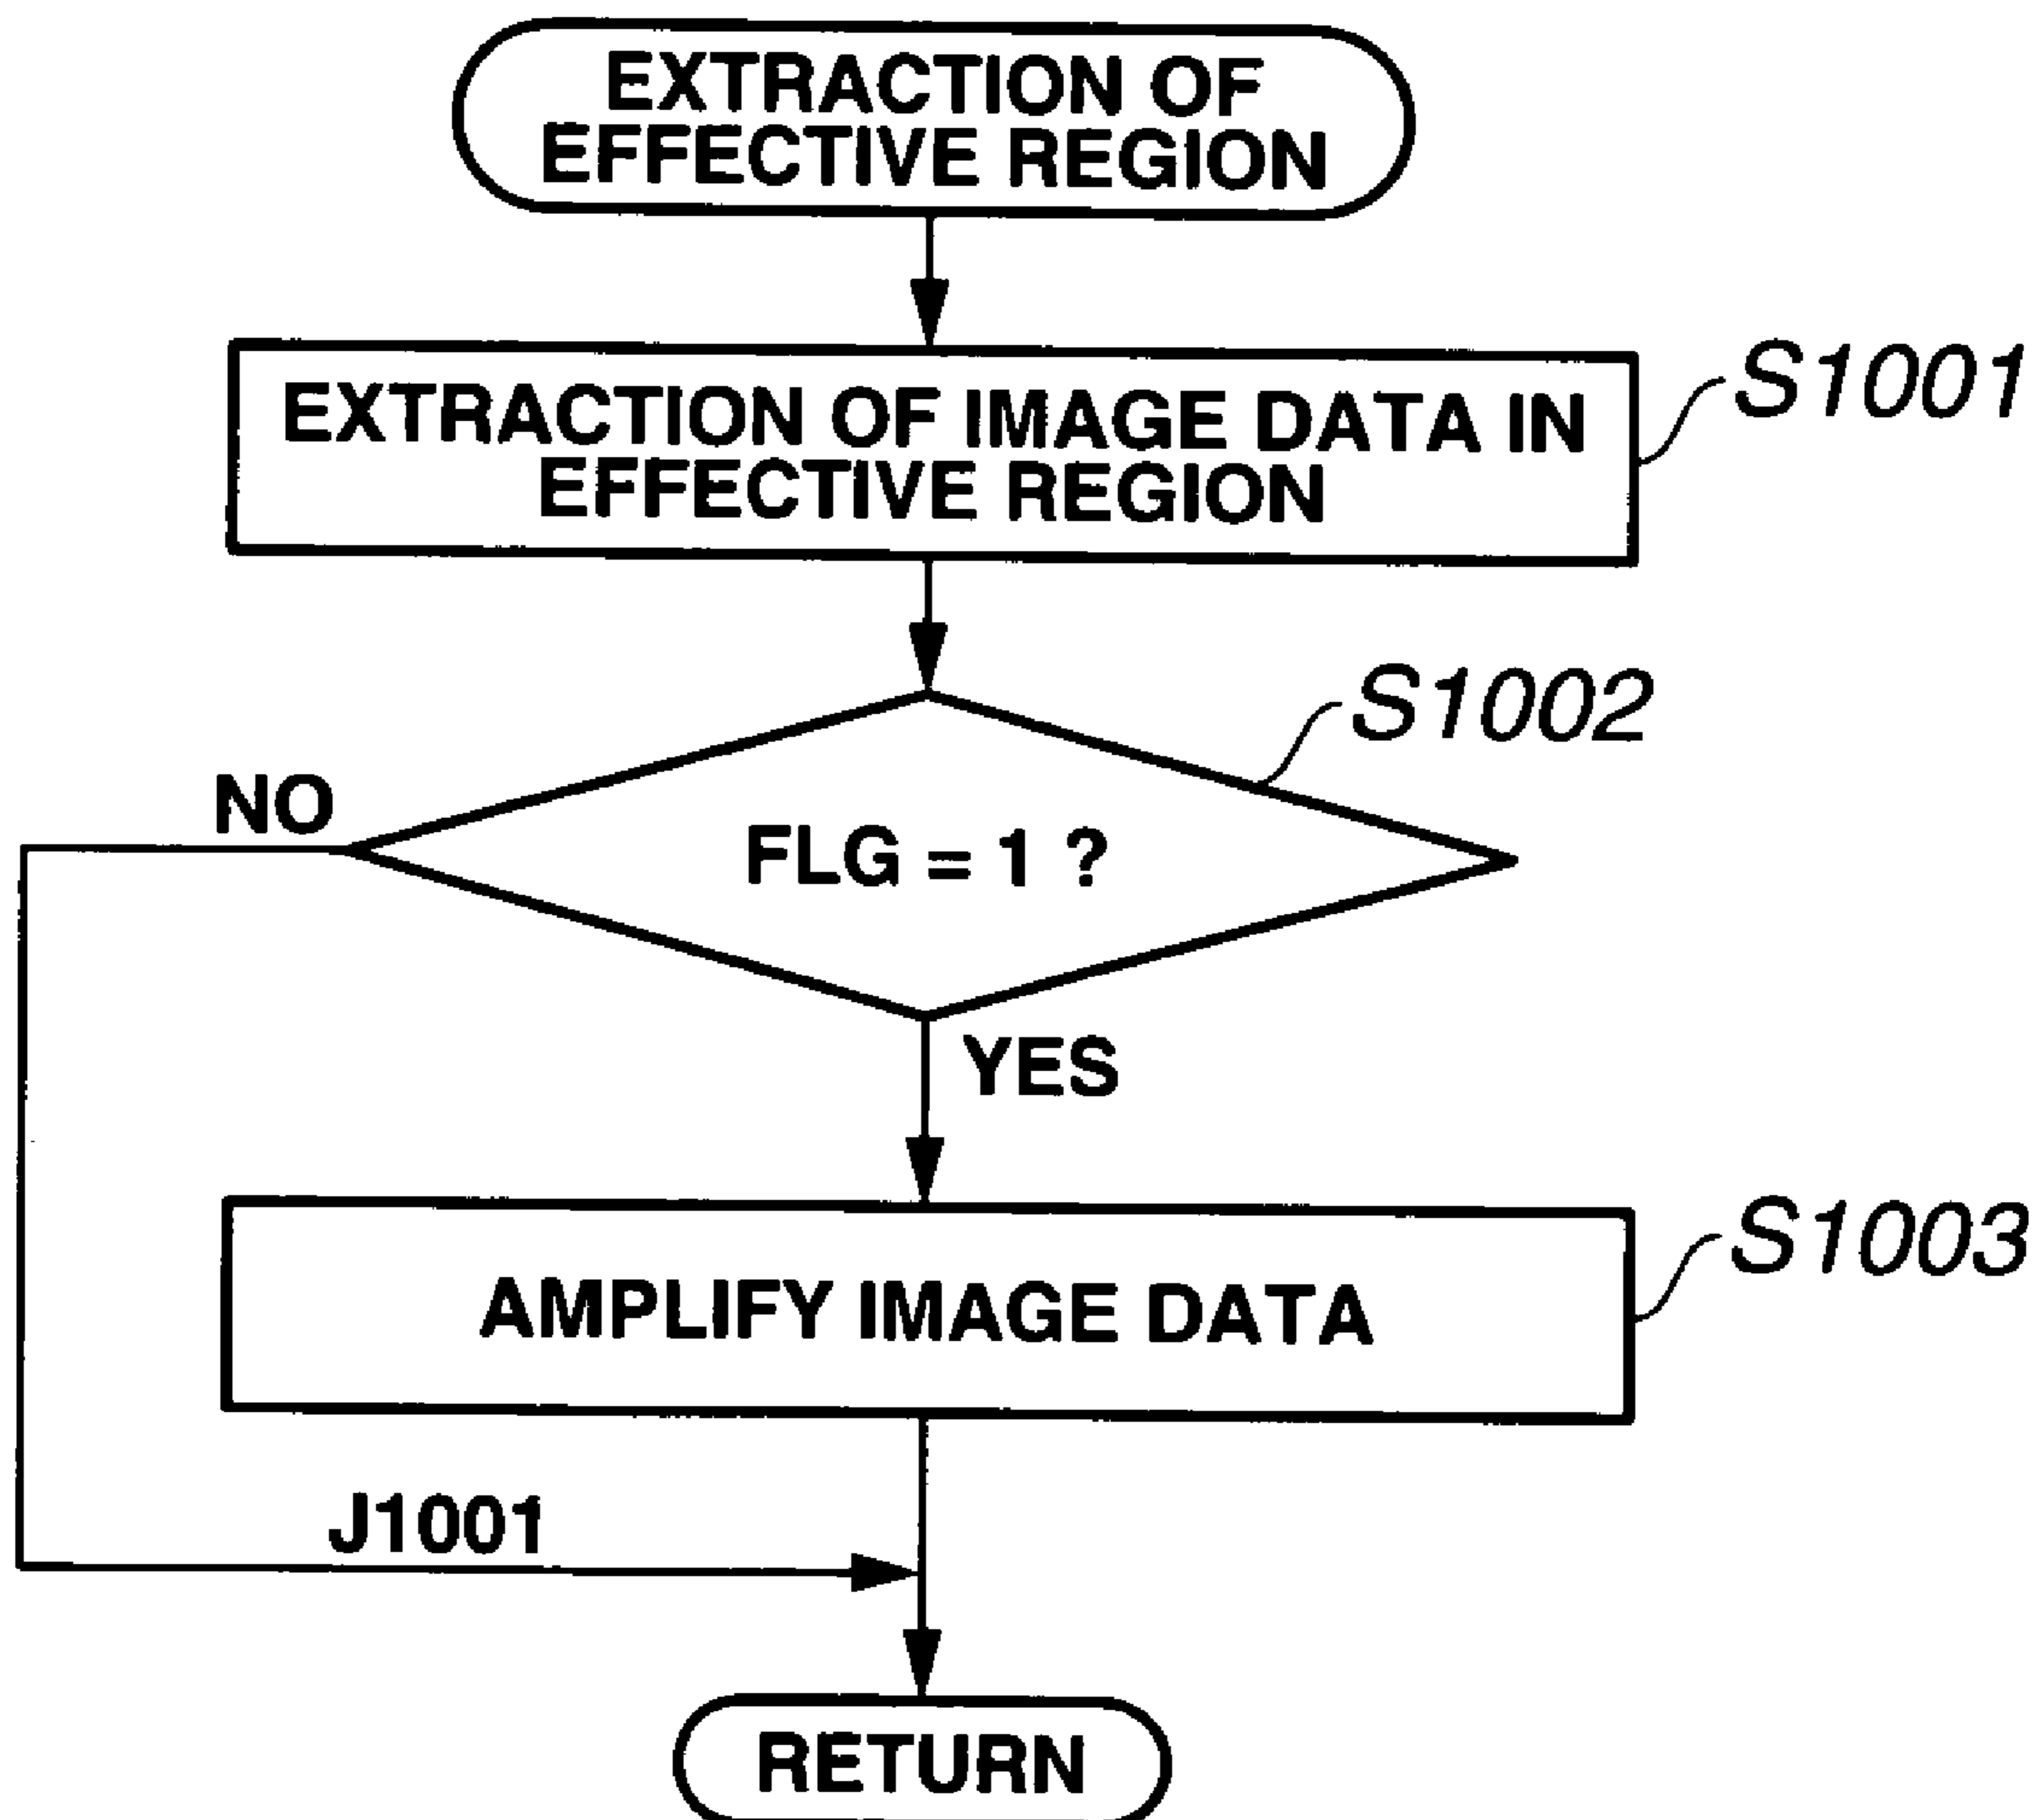 EXTRACTION OF
EFFECTIVE REGION
EXTRACTION OF IMAGE DATA IN
EFFECTIVE REGION
S1001
S1002
NO
FLG = 1 ?
YES
AMPLIFY IMAGE DATA
S1003
J1001
RETURN